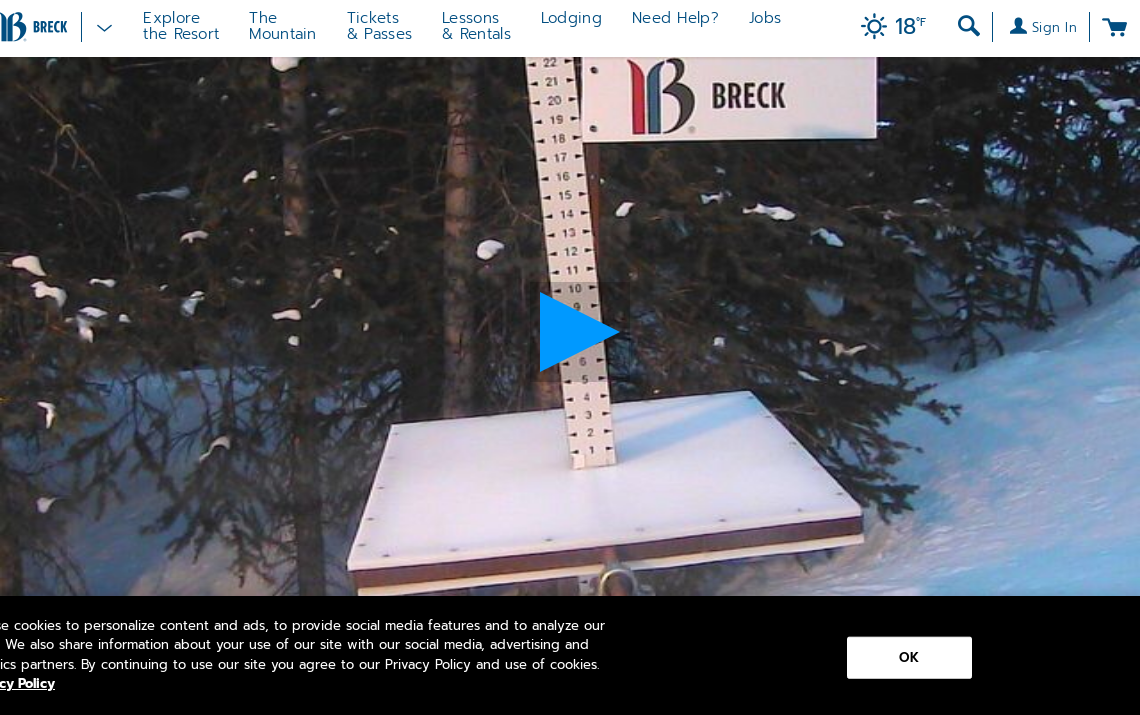 BRECK
Explore
the Resort
The
Mountain
Tickets
& Passes
Lessons
& Rentals
Lodging
Need Help?
Jobs
18°F
Sign In
22
21
20
19
18
17
16
15
14
13
12
11
10
9
6
5
4
3
2
1
BRECK
®
se cookies to personalize content and ads, to provide social media features and to analyze our
We also share information about your use of our site with our social media, advertising and
ics partners. By continuing to use our site you agree to our Privacy Policy and use of cookies.
cy Policy
OK